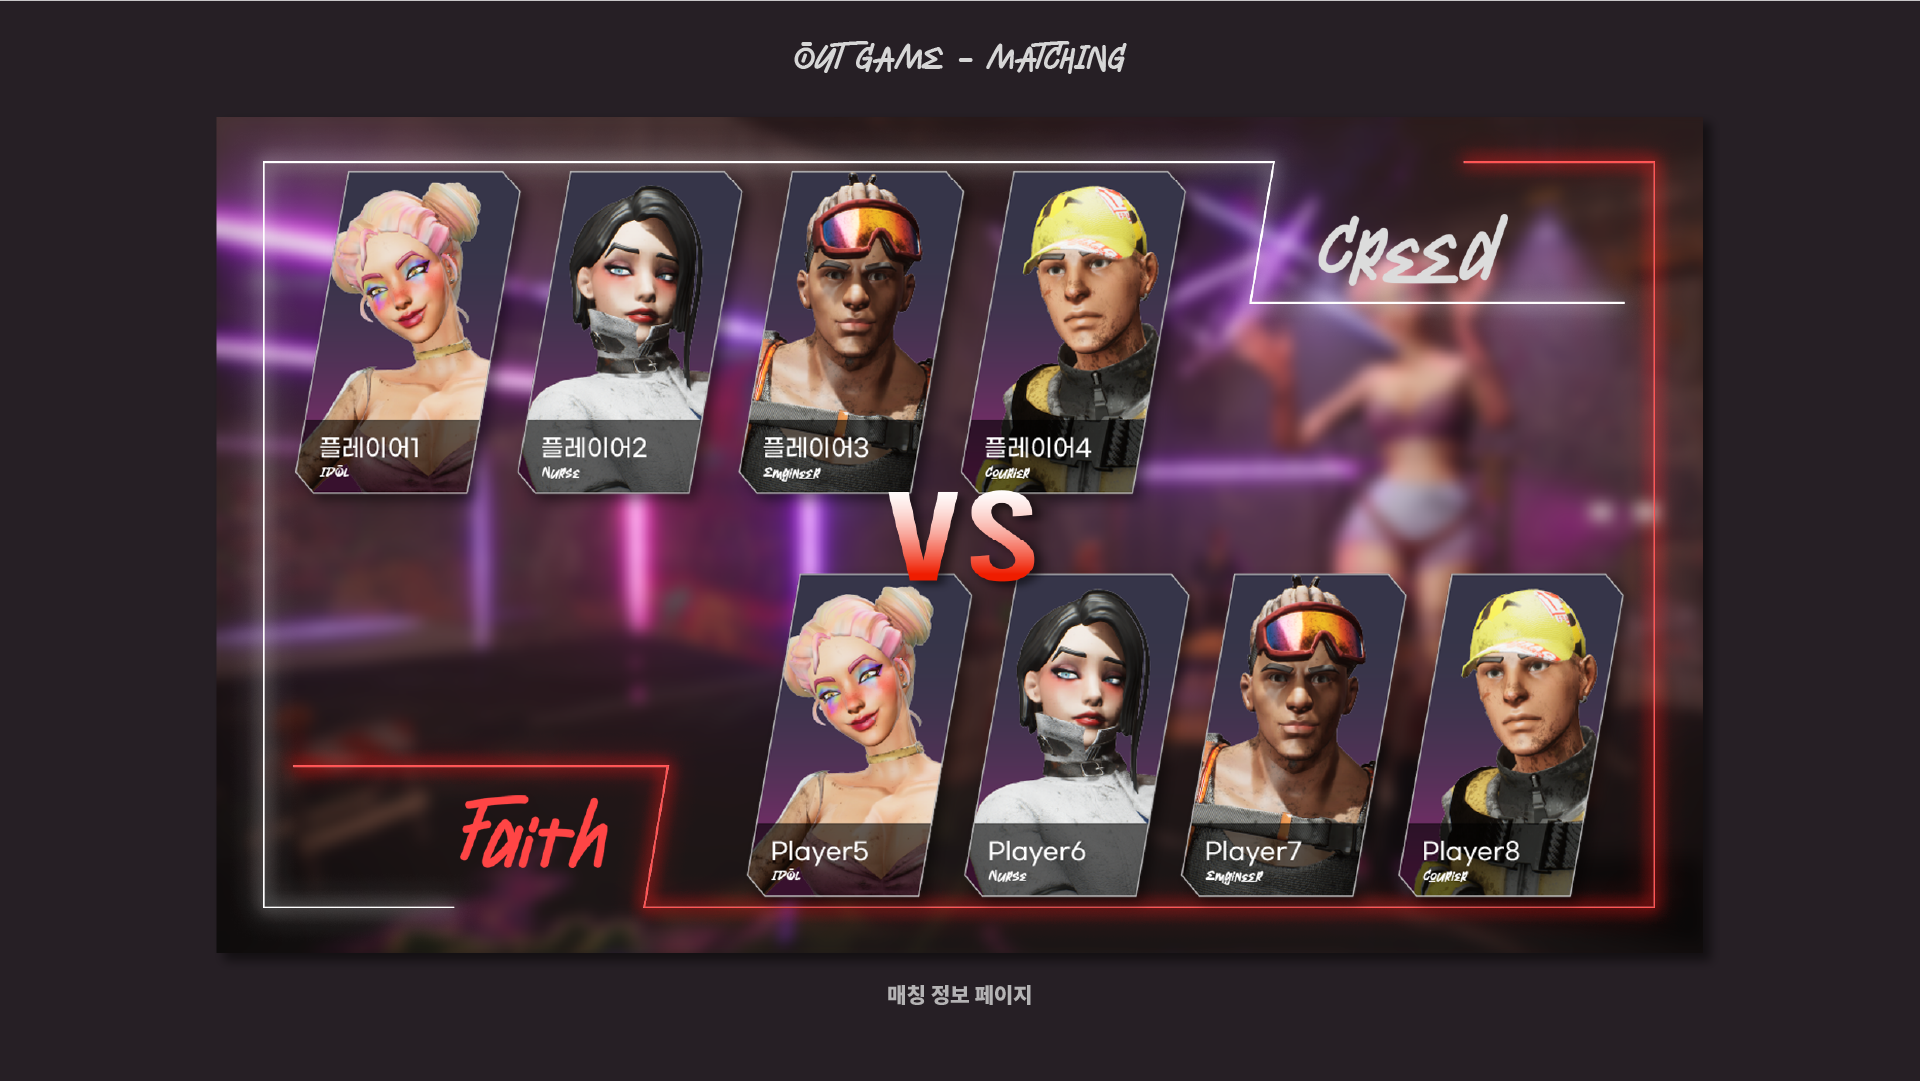 OUT GAME - MATCHING
CREED
플레이어1
IDOL
플레이어2
NURSE
플레이어3
ENGINEER
플레이어4
COURIER
VS
Faith
Player5
IDOL
Player6
NURSE
Player7
ENGINEER
Player8
COURIER
매칭 정보 페이지